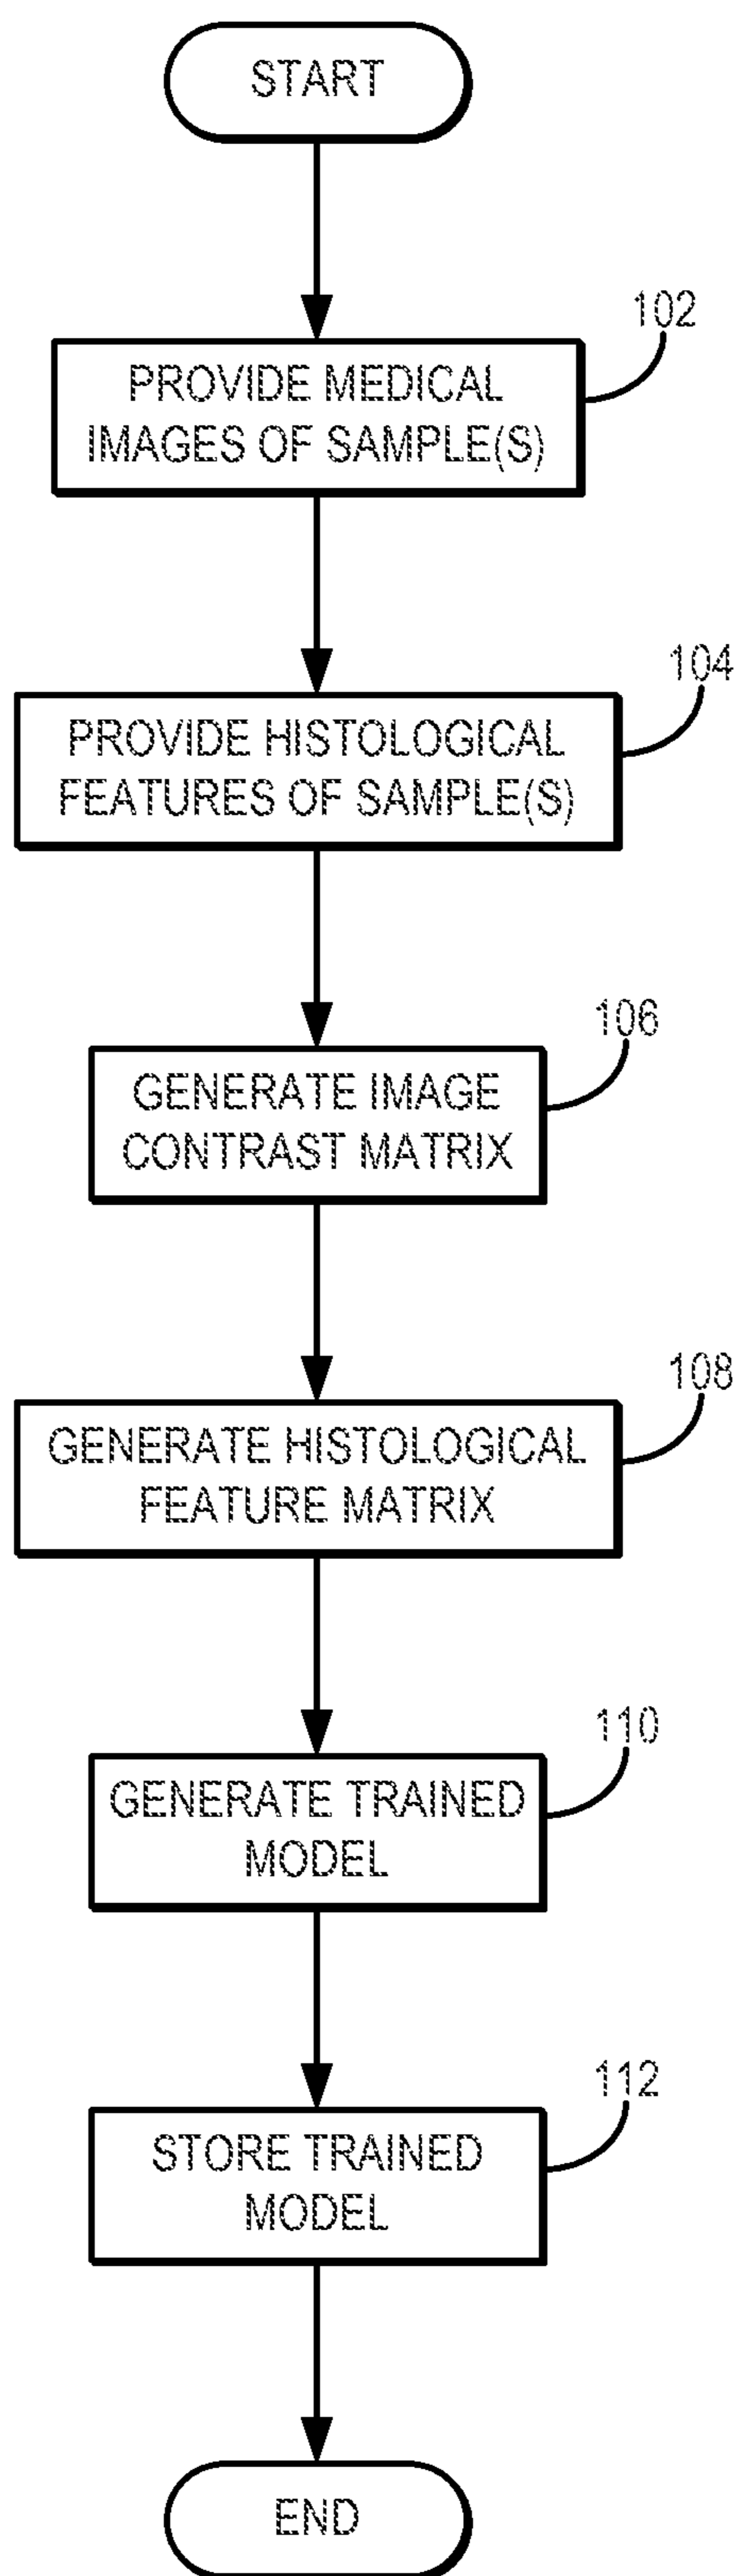 START
102
PROVIDE MEDICAL
IMAGES OF SAMPLE(S)
104
PROVIDE HISTOLOGICAL
FEATURES OF SAMPLE(S)
106
GENERATE IMAGE
CONTRAST MATRIX
108
GENERATE HISTOLOGICAL
FEATURE MATRIX
110
GENERATE TRAINED
MODEL
112
STORE TRAINED
MODEL
END